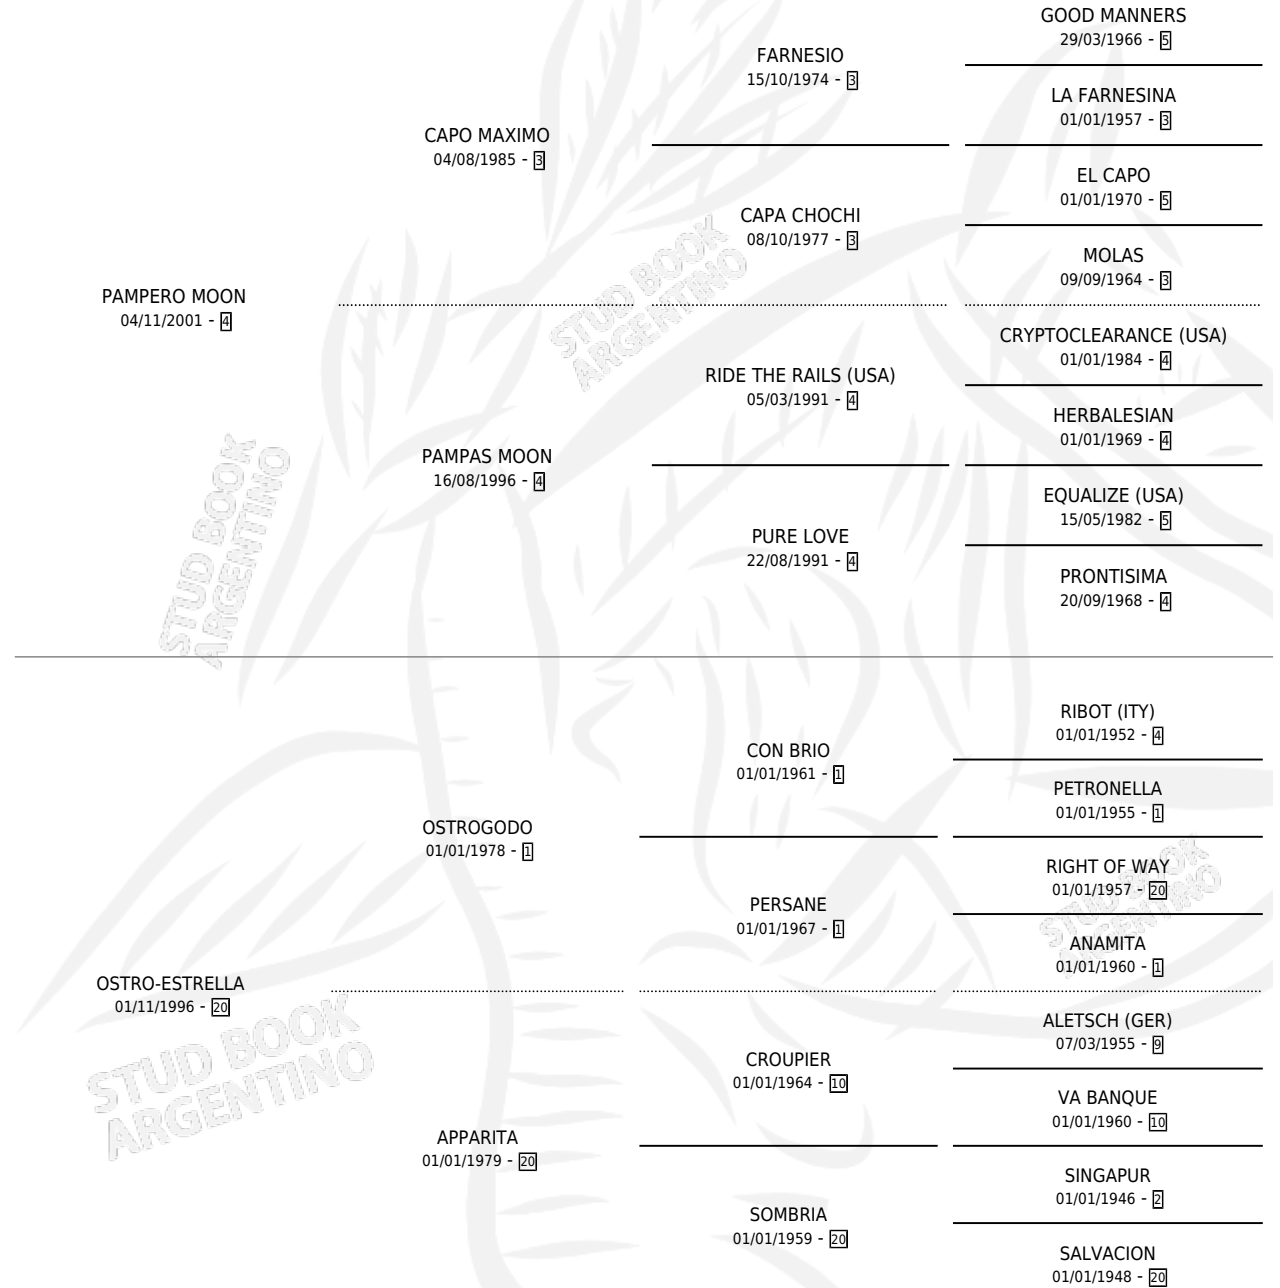 GOOD MANNERS
29/03/1966 - 5
FARNESIO
15/10/1974 - 3
LA FARNESINA
01/01/1957 - 3
CAPO MAXIMO
04/08/1985 - 3
EL CAPO
01/01/1970 - 5
CAPA CHOCHI
08/10/1977 - 3
MOLAS
09/09/1964 - 3
PAMPERO MOON
04/11/2001 - 4
CRYPTOCLEARANCE (USA)
01/01/1984 - 4
RIDE THE RAILS (USA)
05/03/1991 - 4
HERBALESIAN
01/01/1969 - 4
PAMPAS MOON
16/08/1996 - 4
EQUALIZE (USA)
15/05/1982 - 5
PURE LOVE
22/08/1991 - 4
PRONTISIMA
20/09/1968 - 4
STUD BOOK
ARGENTINO
STUD BOOK
ARGENTINO
RIBOT (ITY)
01/01/1952 - 4
CON BRIO
01/01/1961 - 1
PETRONELLA
01/01/1955 - 1
OSTROGODO
01/01/1978 - 1
RIGHT OF WAY
01/01/1957 - 20
PERSANE
01/01/1967 - 1
ANAMITA
01/01/1960 - 1
STUD BOOK
ARGENTINO
OSTRO-ESTRELLA
01/11/1996 - 20
ALETSCH (GER)
07/03/1955 - 9
CROUPIER
01/01/1964 - 10
VA BANQUE
01/01/1960 - 10
STUD BOOK
ARGENTINO
APPARITA
01/01/1979 - 20
SINGAPUR
01/01/1946 - 2
SOMBRIA
01/01/1959 - 20
SALVACION
01/01/1948 - 20